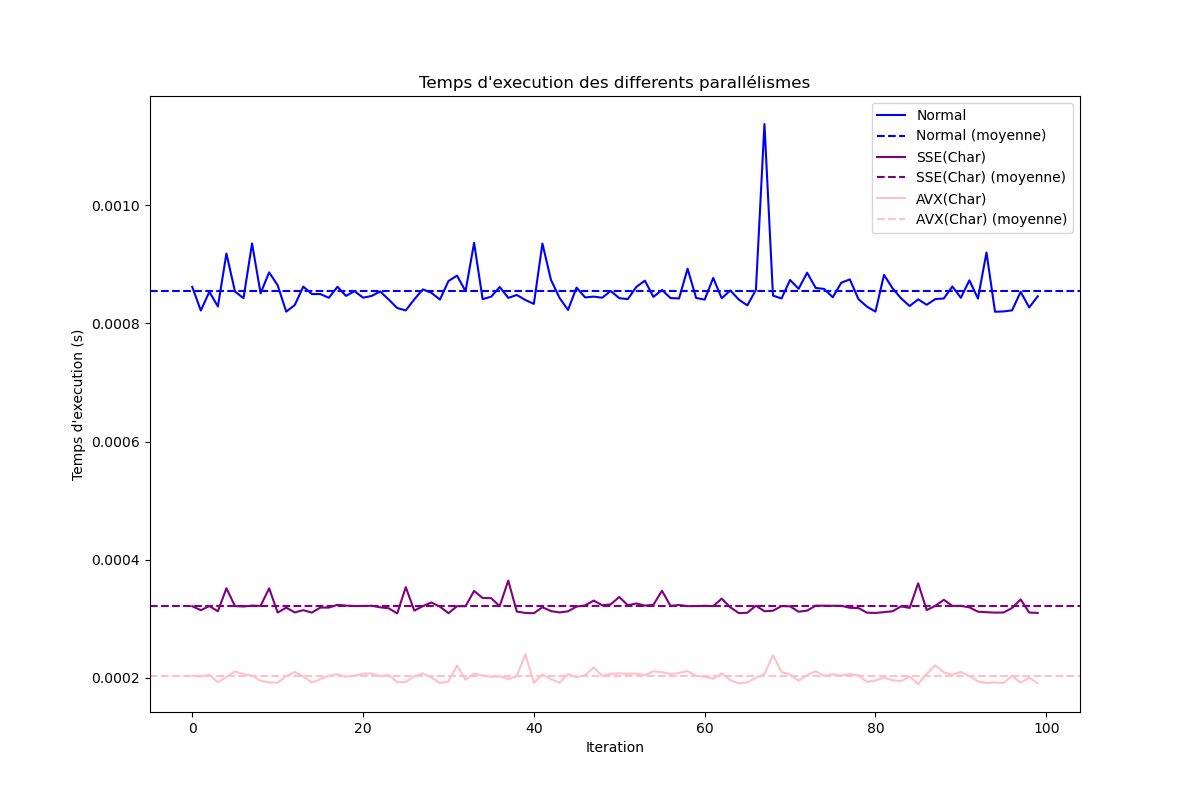 Temps d'execution des differents parallélismes
Normal
Normal (moyenne)
SSE(Char)
SSE(Char) (moyenne)
AVX(Char)
AVX(Char) (moyenne)
Temps d'execution (s)
0.0010
0.0008
0.0006
0.0004
0.0002
0 20 40 60 80 100
Iteration